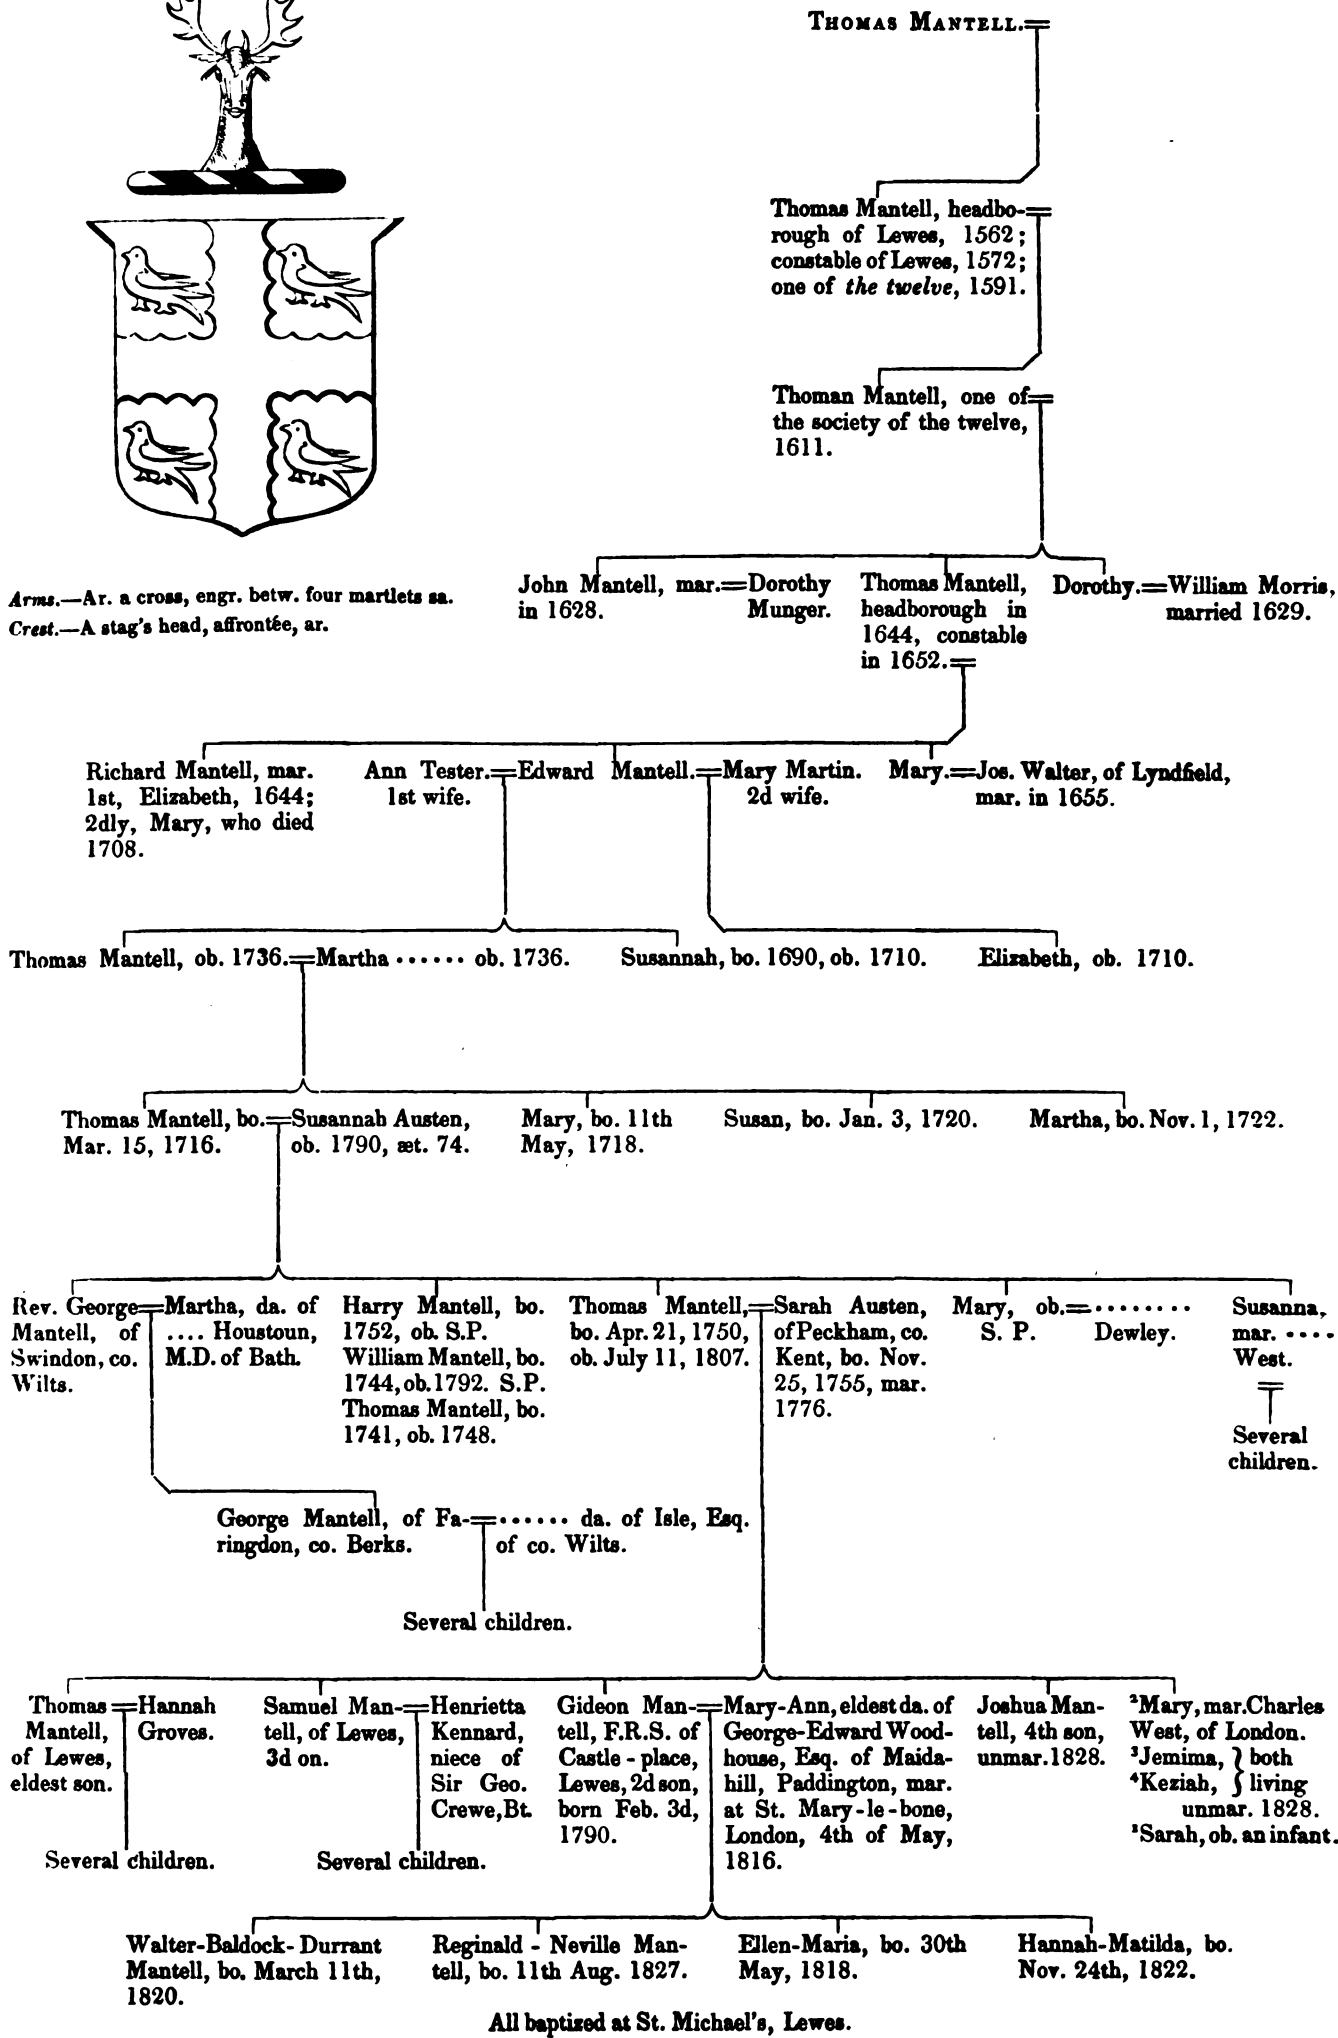 THOMAS MANTELL.
Thomas Mantell, headbo-
rough of Lewes, 1562;
constable of Lewes, 1572;
one of the twelve, 1591.
Thoman Mantell, one of
the society of the twelve,
1611.
Arms.—Ar. a cross, engr. betw. four martlets sa.
Crest.—A stag's head, affrontée, ar.
John Mantell, mar.
in 1628.
Dorothy
Munger.
Thomas Mantell,
headborough in
1644, constable
in 1652.
Dorothy.
William Morris,
married 1629.
Richard Mantell, mar.
1st, Elizabeth, 1644;
2dly, Mary, who died
1708.
Ann Tester.
1st wife.
Edward Mantell.
Mary Martin.
2d wife.
Mary.
Jos. Walter, of Lyndfield,
mar. in 1655.
Thomas Mantell, ob. 1736.
Martha ...... ob. 1736.
Susannah, bo. 1690, ob. 1710.
Elizabeth, ob. 1710.
Thomas Mantell, bo.
Mar. 15, 1716.
Susannah Austen,
ob. 1790, æt. 74.
Mary, bo. 11th
May, 1718.
Susan, bo. Jan. 3, 1720.
Martha, bo. Nov. 1, 1722.
Rev. George
Mantell, of
Swindon, co.
Wilts.
Martha, da. of
.... Houstoun,
M.D. of Bath.
Harry Mantell, bo.
1752, ob. S.P.
William Mantell, bo.
1744, ob. 1792. S.P.
Thomas Mantell, bo.
1741, ob. 1748.
Thomas Mantell,
bo. Apr. 21, 1750,
ob. July 11, 1807.
Sarah Austen,
of Peckham, co.
Kent, bo. Nov.
25, 1755, mar.
1776.
Mary, ob.
S. P.
........
Dewley.
Susanna,
mar. ....
West.
Several
children.
George Mantell, of Fa-
ringdon, co. Berks.
...... da. of Isle, Esq.
of co. Wilts.
Several children.
Thomas
Mantell,
of Lewes,
eldest son.
Hannah
Groves.
Several children.
Samuel Man-
tell, of Lewes,
3d on.
Henrietta
Kennard,
niece of
Sir Geo.
Crewe, Bt.
Several children.
Gideon Man-
tell, F.R.S. of
Castle-place,
Lewes, 2d son,
born Feb. 3d,
1790.
Mary-Ann, eldest da. of
George-Edward Wood-
house, Esq. of Maida-
hill, Paddington, mar.
at St. Mary-le-bone,
London, 4th of May,
1816.
Joshua Man-
tell, 4th son,
unmar. 1828.
²Mary, mar. Charles
West, of London.
³Jemima, } both
⁴Keziah, } living
unmar. 1828.
¹Sarah, ob. an infant.
Walter-Baldock-Durrant
Mantell, bo. March 11th,
1820.
Reginald-Neville Man-
tell, bo. 11th Aug. 1827.
Ellen-Maria, bo. 30th
May, 1818.
Hannah-Matilda, bo.
Nov. 24th, 1822.
All baptized at St. Michael's, Lewes.